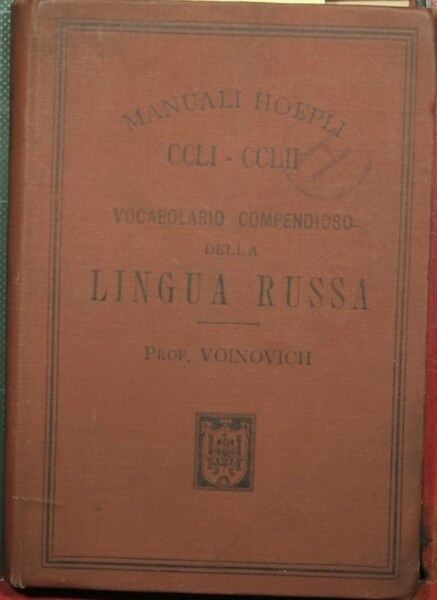 MANUALI HOEPLI
CCLI - CCLII
VOCABOLARIO COMPENDIOSO
DELLA
LINGUA RUSSA
PROF. VOINOVICH